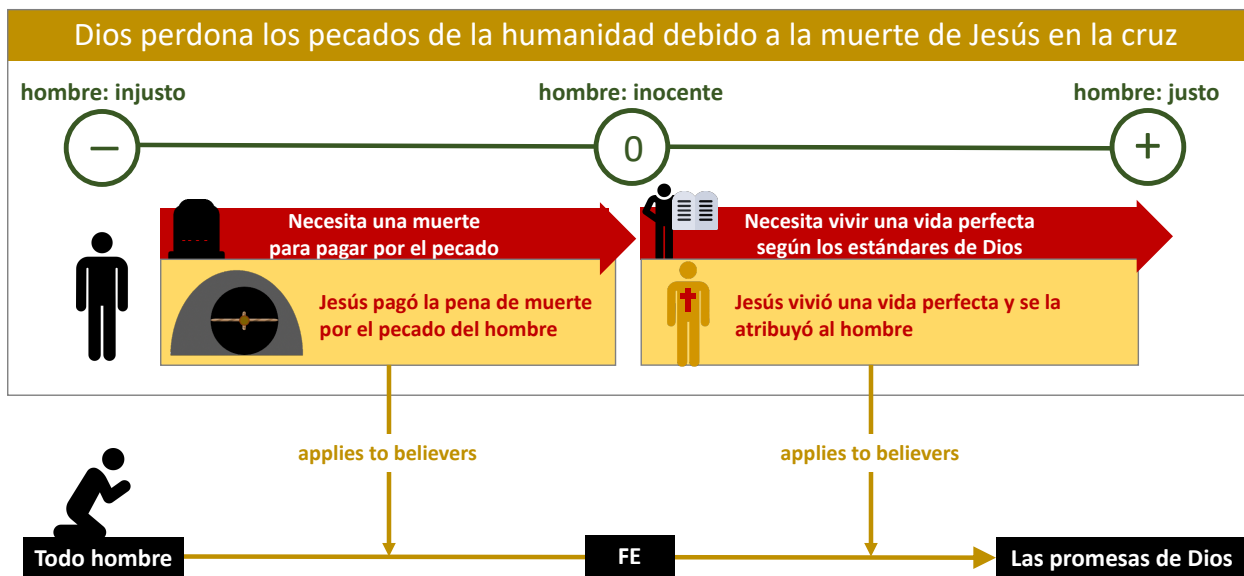 Dios perdona los pecados de la humanidad debido a la muerte de Jesús en la cruz
hombre: injusto
hombre: inocente
hombre: justo
–
0
+
Necesita una muerte
para pagar por el pecado
Necesita vivir una vida perfecta
según los estándares de Dios
Jesús pagó la pena de muerte
por el pecado del hombre
Jesús vivió una vida perfecta y se la
atribuyó al hombre
applies to believers
applies to believers
Todo hombre
FE
Las promesas de Dios